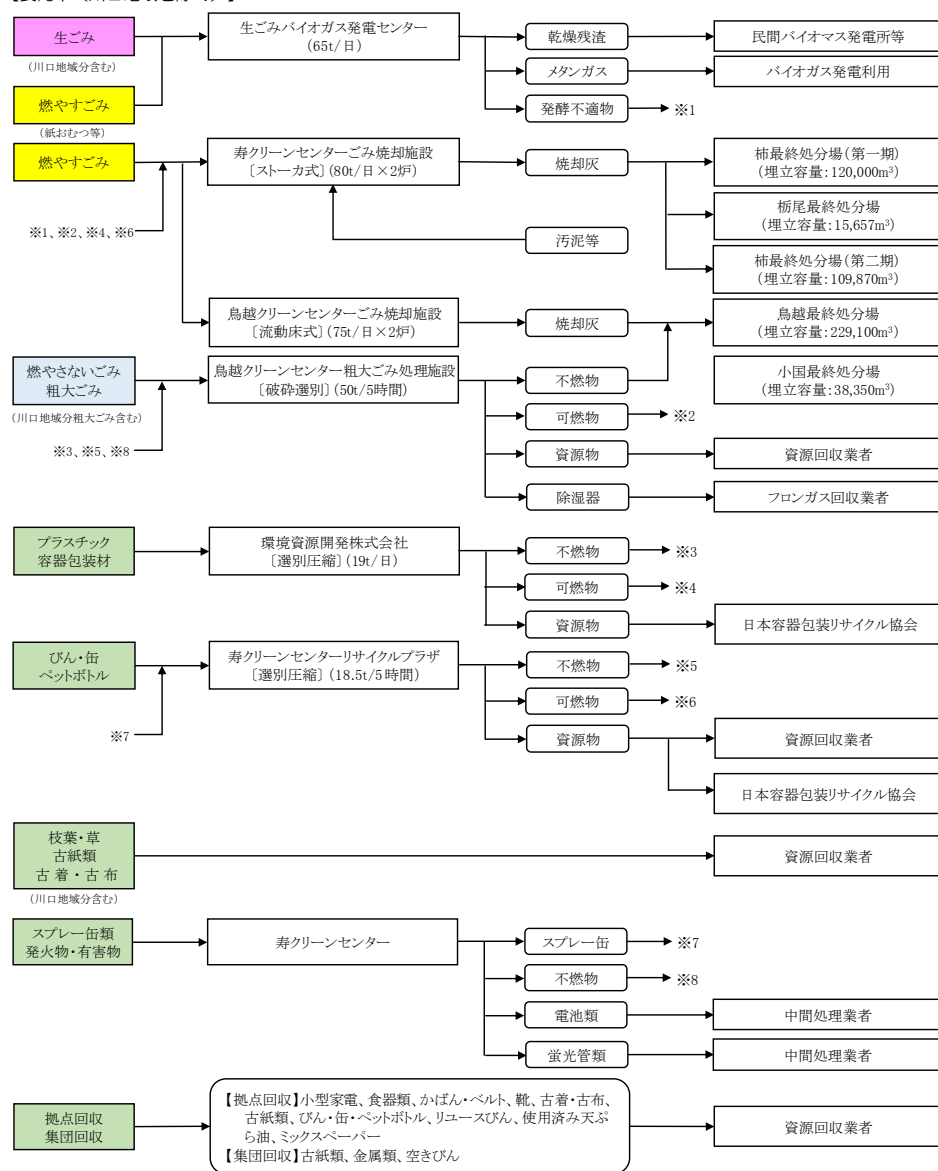 生ごみ
(川口地域分含む)
燃やすごみ
(紙おむつ等)
生ごみバイオガス発電センター
(65t/日)
乾燥残渣
民間バイオマス発電所等
メタンガス
バイオガス発電利用
発酵不適物
※1
燃やすごみ
※1、※2、※4、※6
寿クリーンセンターごみ焼却施設
〔ストーカ式〕(80t/日×2炉)
焼却灰
汚泥等
柿最終処分場(第一期)
(埋立容量:120,000m³)
栃尾最終処分場
(埋立容量:15,657m³)
柿最終処分場(第二期)
(埋立容量:109,870m³)
鳥越クリーンセンターごみ焼却施設
〔流動床式〕(75t/日×2炉)
焼却灰
鳥越最終処分場
(埋立容量:229,100m³)
燃やさないごみ
粗大ごみ
(川口地域分粗大ごみ含む)
※3、※5、※8
鳥越クリーンセンター粗大ごみ処理施設
〔破砕選別〕(50t/5時間)
不燃物
小国最終処分場
(埋立容量:38,350m³)
可燃物
※2
資源物
資源回収業者
除湿器
フロンガス回収業者
プラスチック
容器包装材
環境資源開発株式会社
〔選別圧縮〕(19t/日)
不燃物
※3
可燃物
※4
資源物
日本容器包装リサイクル協会
びん・缶
ペットボトル
※7
寿クリーンセンターリサイクルプラザ
〔選別圧縮〕(18.5t/5時間)
不燃物
※5
可燃物
※6
資源物
資源回収業者
日本容器包装リサイクル協会
枝葉・草
古紙類
古着・古布
(川口地域分含む)
資源回収業者
スプレー缶類
発火物・有害物
寿クリーンセンター
スプレー缶
※7
不燃物
※8
電池類
中間処理業者
蛍光管類
中間処理業者
拠点回収
集団回収
【拠点回収】小型家電、食器類、かばん・ベルト、靴、古着・古布、
古紙類、びん・缶・ペットボトル、リユースびん、使用済み天ぷ
ら油、ミックスペーパー
【集団回収】古紙類、金属類、空きびん
資源回収業者